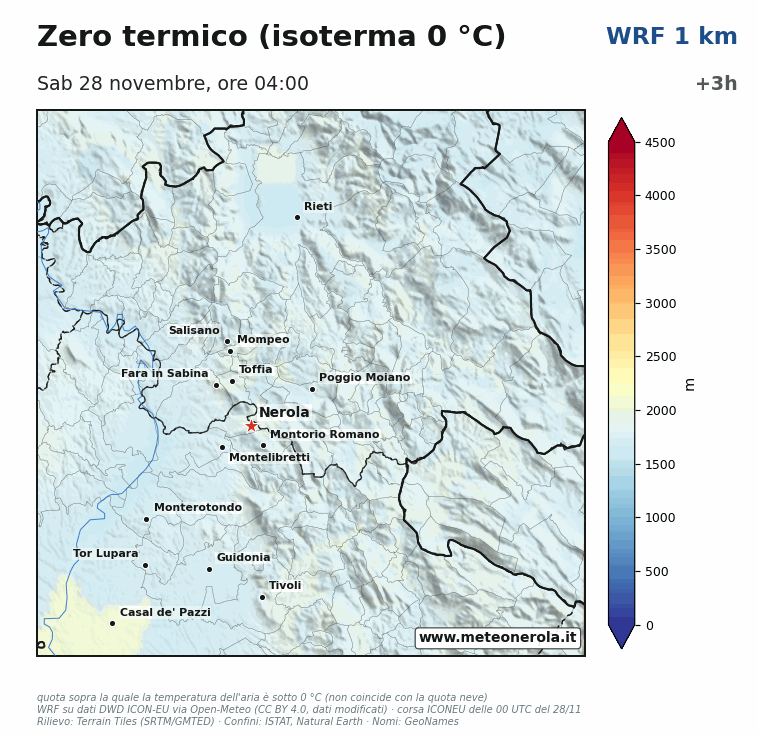 Zero termico (isoterma 0 °C)
WRF 1 km
Sab 28 novembre, ore 04:00
+3h
4500
4000
3500
3000
2500
2000
1500
1000
500
0
m
Rieti
Salisano
Mompeo
Fara in Sabina
Toffia
Poggio Moiano
Nerola
Montorio Romano
Montelibretti
Monterotondo
Tor Lupara
Guidonia
Tivoli
Casal de' Pazzi
www.meteonerola.it
quota sopra la quale la temperatura dell'aria è sotto 0 °C (non coincide con la quota neve)
WRF su dati DWD ICON-EU via Open-Meteo (CC BY 4.0, dati modificati) · corsa ICONEU delle 00 UTC del 28/11
Rilievo: Terrain Tiles (SRTM/GMTED) · Confini: ISTAT, Natural Earth · Nomi: GeoNames